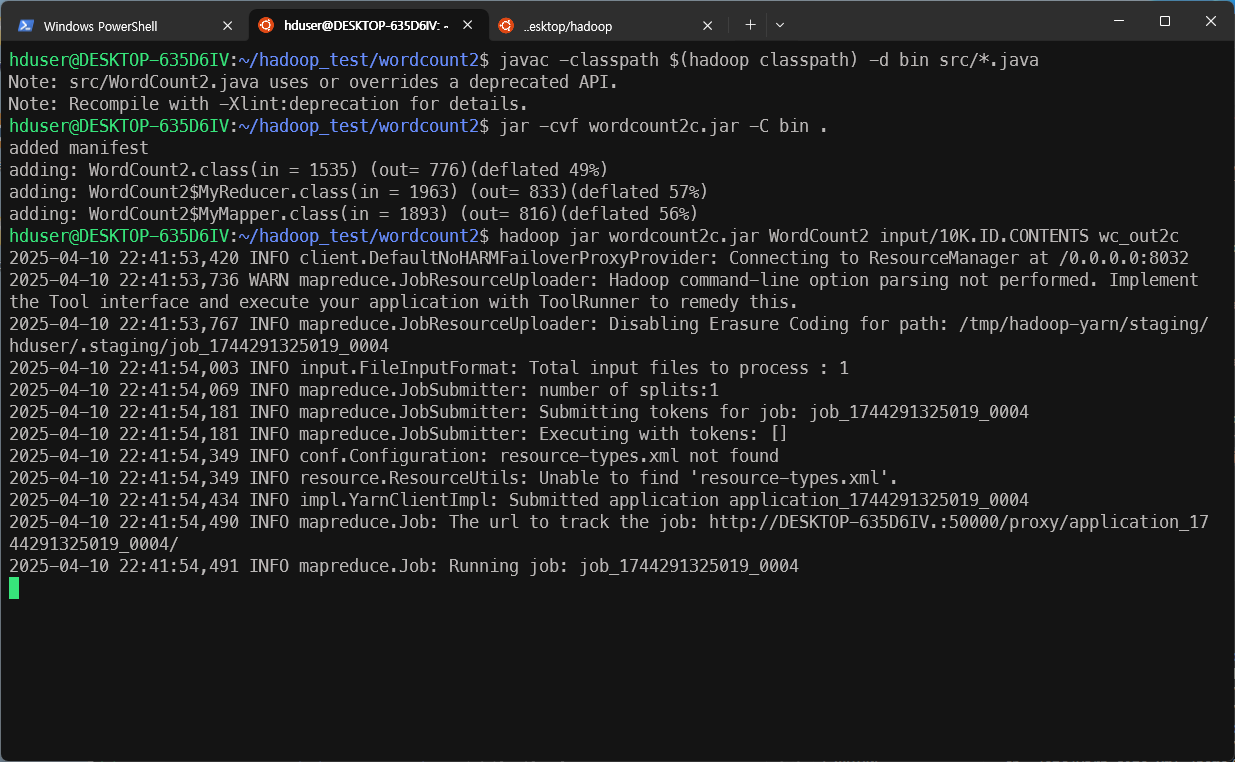 Windows PowerShell
hduser@DESKTOP-635D6IV: ~
..esktop/hadoop
hduser@DESKTOP-635D6IV:~/hadoop_test/wordcount2$ javac -classpath $(hadoop classpath) -d bin src/*.java
Note: src/WordCount2.java uses or overrides a deprecated API.
Note: Recompile with -Xlint:deprecation for details.
hduser@DESKTOP-635D6IV:~/hadoop_test/wordcount2$ jar -cvf wordcount2c.jar -C bin .
added manifest
adding: WordCount2.class(in = 1535) (out= 776)(deflated 49%)
adding: WordCount2$MyReducer.class(in = 1963) (out= 833)(deflated 57%)
adding: WordCount2$MyMapper.class(in = 1893) (out= 816)(deflated 56%)
hduser@DESKTOP-635D6IV:~/hadoop_test/wordcount2$ hadoop jar wordcount2c.jar WordCount2 input/10K.ID.CONTENTS wc_out2c
2025-04-10 22:41:53,420 INFO client.DefaultNoHARMFailoverProxyProvider: Connecting to ResourceManager at /0.0.0.0:8032
2025-04-10 22:41:53,736 WARN mapreduce.JobResourceUploader: Hadoop command-line option parsing not performed. Implement
the Tool interface and execute your application with ToolRunner to remedy this.
2025-04-10 22:41:53,767 INFO mapreduce.JobResourceUploader: Disabling Erasure Coding for path: /tmp/hadoop-yarn/staging/
hduser/.staging/job_1744291325019_0004
2025-04-10 22:41:54,003 INFO input.FileInputFormat: Total input files to process : 1
2025-04-10 22:41:54,069 INFO mapreduce.JobSubmitter: number of splits:1
2025-04-10 22:41:54,181 INFO mapreduce.JobSubmitter: Submitting tokens for job: job_1744291325019_0004
2025-04-10 22:41:54,181 INFO mapreduce.JobSubmitter: Executing with tokens: []
2025-04-10 22:41:54,349 INFO conf.Configuration: resource-types.xml not found
2025-04-10 22:41:54,349 INFO resource.ResourceUtils: Unable to find 'resource-types.xml'.
2025-04-10 22:41:54,434 INFO impl.YarnClientImpl: Submitted application application_1744291325019_0004
2025-04-10 22:41:54,490 INFO mapreduce.Job: The url to track the job: http://DESKTOP-635D6IV.:50000/proxy/application_17
44291325019_0004/
2025-04-10 22:41:54,491 INFO mapreduce.Job: Running job: job_1744291325019_0004